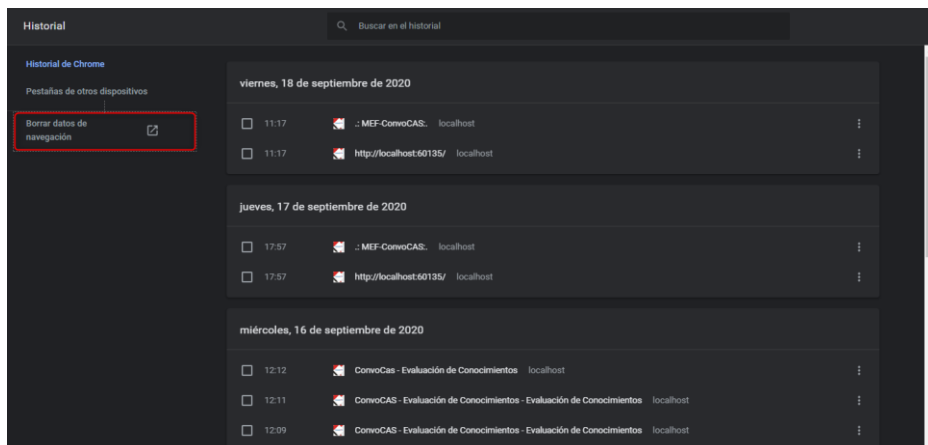 Historial
Buscar en el historial
Historial de Chrome
Pestañas de otros dispositivos
Borrar datos de
navegación
viernes, 18 de septiembre de 2020
11:17 .: MEF-ConvoCAS:. localhost
11:17 http://localhost:60135/ localhost
jueves, 17 de septiembre de 2020
17:57 .: MEF-ConvoCAS:. localhost
17:57 http://localhost:60135/ localhost
miércoles, 16 de septiembre de 2020
12:12 ConvoCas - Evaluación de Conocimientos localhost
12:11 ConvoCAS - Evaluación de Conocimientos - Evaluación de Conocimientos localhost
12:09 ConvoCAS - Evaluación de Conocimientos - Evaluación de Conocimientos localhost